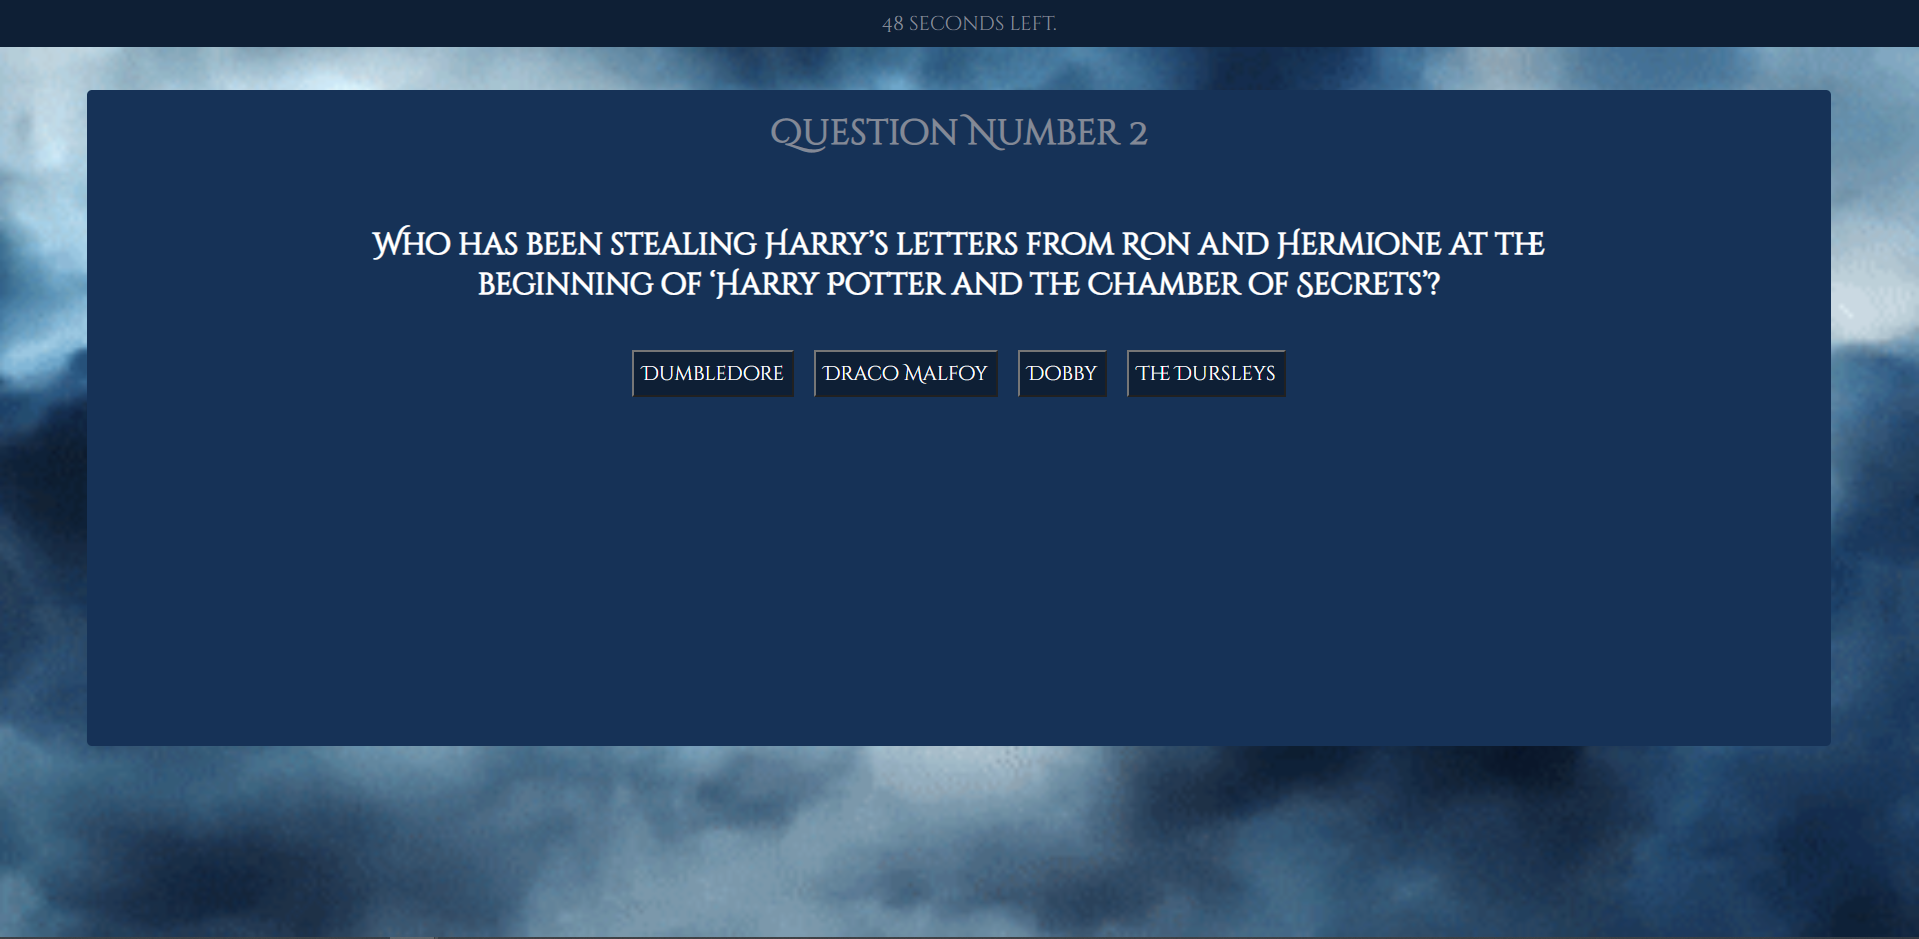 48 seconds left.
Question Number 2
Who has been stealing Harry’s letters from Ron and Hermione at the
beginning of ‘Harry Potter and the Chamber of Secrets’?
Dumbledore Draco Malfoy Dobby The Dursleys